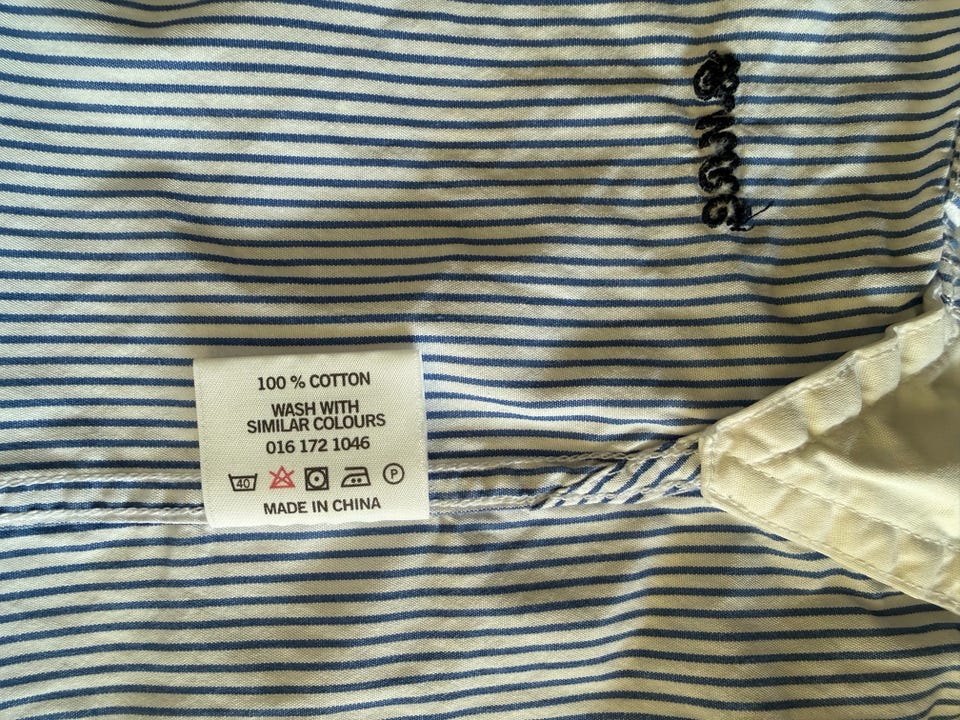 100 % COTTON
WASH WITH
SIMILAR COLOURS
016 172 1046
40 P
MADE IN CHINA